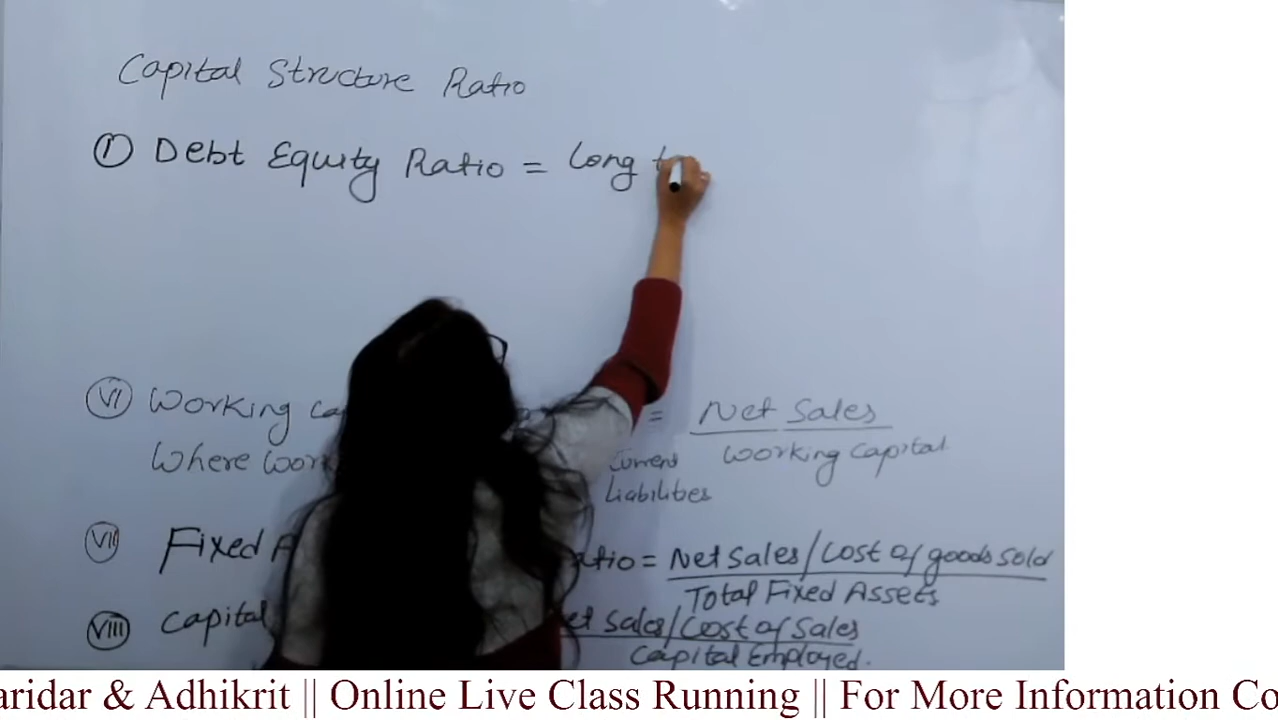 Capital Structure Ratio
① Debt Equity Ratio = Long t
Ⓥⅰ Working ca = Net Sales
Where Work Current Working Capital
Liabilities
VII Fixed A atio = Net Sales/Cost of goods sold
Total Fixed Assets
VIII Capital et Sales/Cost of Sales
Capital Employed.
aridar & Adhikrit || Online Live Class Running || For More Information Co